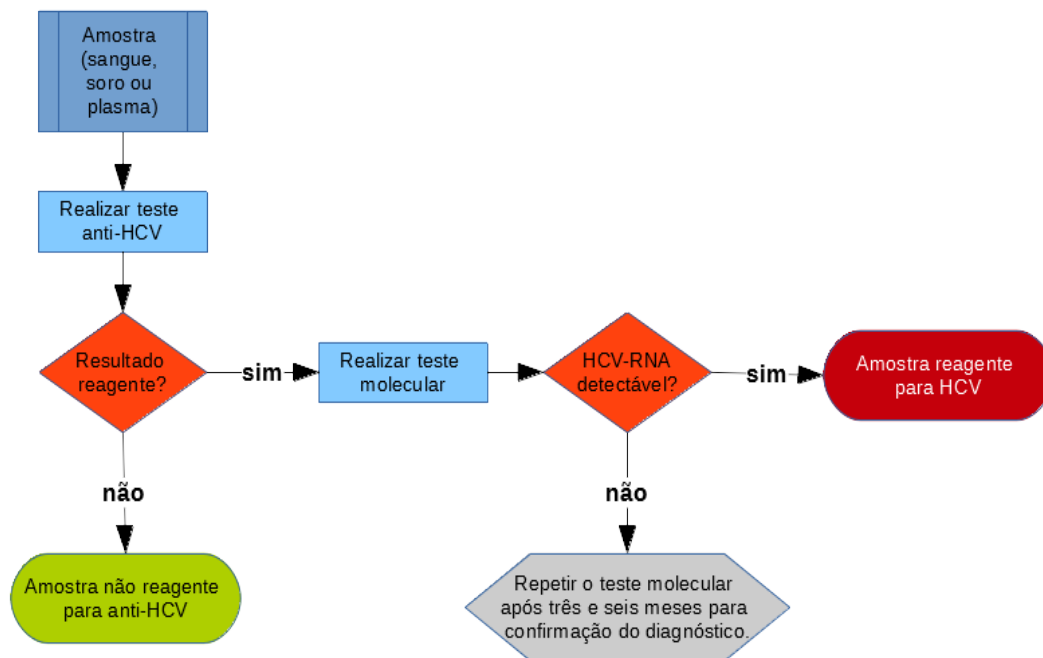 Amostra
(sangue,
soro ou
plasma)
Realizar teste
anti-HCV
Resultado
reagente?
sim
Realizar teste
molecular
HCV-RNA
detectável?
sim
Amostra reagente
para HCV
não
não
Amostra não reagente
para anti-HCV
Repetir o teste molecular
após três e seis meses para
confirmação do diagnóstico.